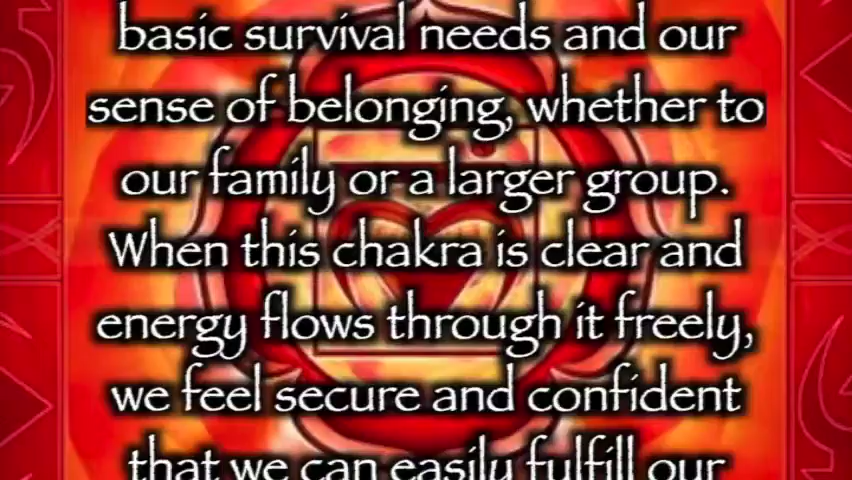 basic survival needs and our
sense of belonging, whether to
our family or a larger group.
When this chakra is clear and
energy flows through it freely,
we feel secure and confident
that we can easily fulfill our